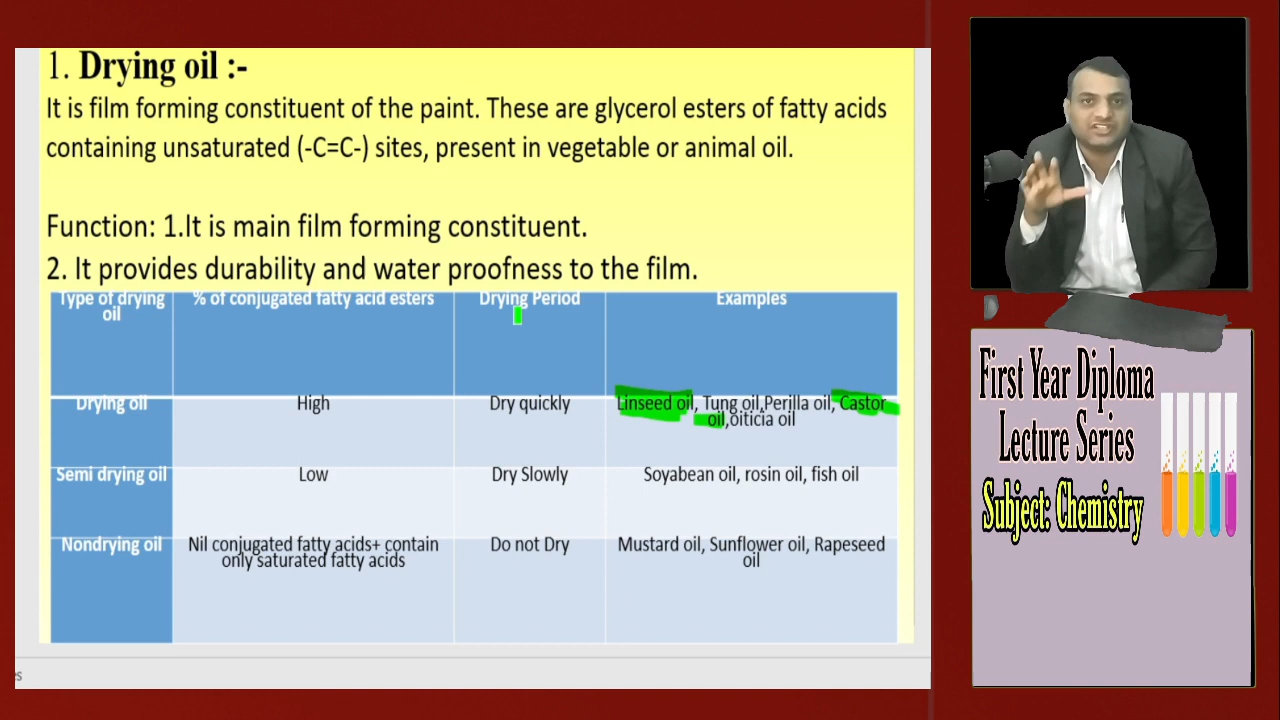 1. Drying oil :-
It is film forming constituent of the paint. These are glycerol esters of fatty acids
containing unsaturated (-C=C-) sites, present in vegetable or animal oil.
Function: 1.It is main film forming constituent.
2. It provides durability and water proofness to the film.
Type of drying oil
% of conjugated fatty acid esters
Drying Period
Examples
Drying oil
High
Dry quickly
Linseed oil, Tung oil,Perilla oil, Castor
oil,oiticia oil
Semi drying oil
Low
Dry Slowly
Soyabean oil, rosin oil, fish oil
Nondrying oil
Nil conjugated fatty acids+ contain
only saturated fatty acids
Do not Dry
Mustard oil, Sunflower oil, Rapeseed
oil
First Year Diploma
Lecture Series
Subject: Chemistry